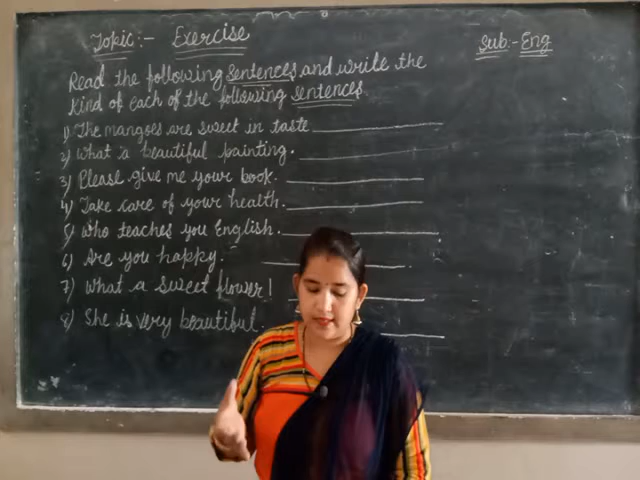 Topic:- Exercise
Sub:- Eng
Read the following sentences and write the
kind of each of the following sentences
1) The mangoes are sweet in taste
2) What a beautiful painting.
3) Please give me your book.
4) Take care of your health.
5) Who teaches you English.
6) Are you happy.
7) What a sweet flower!
8) She is very beautiful.